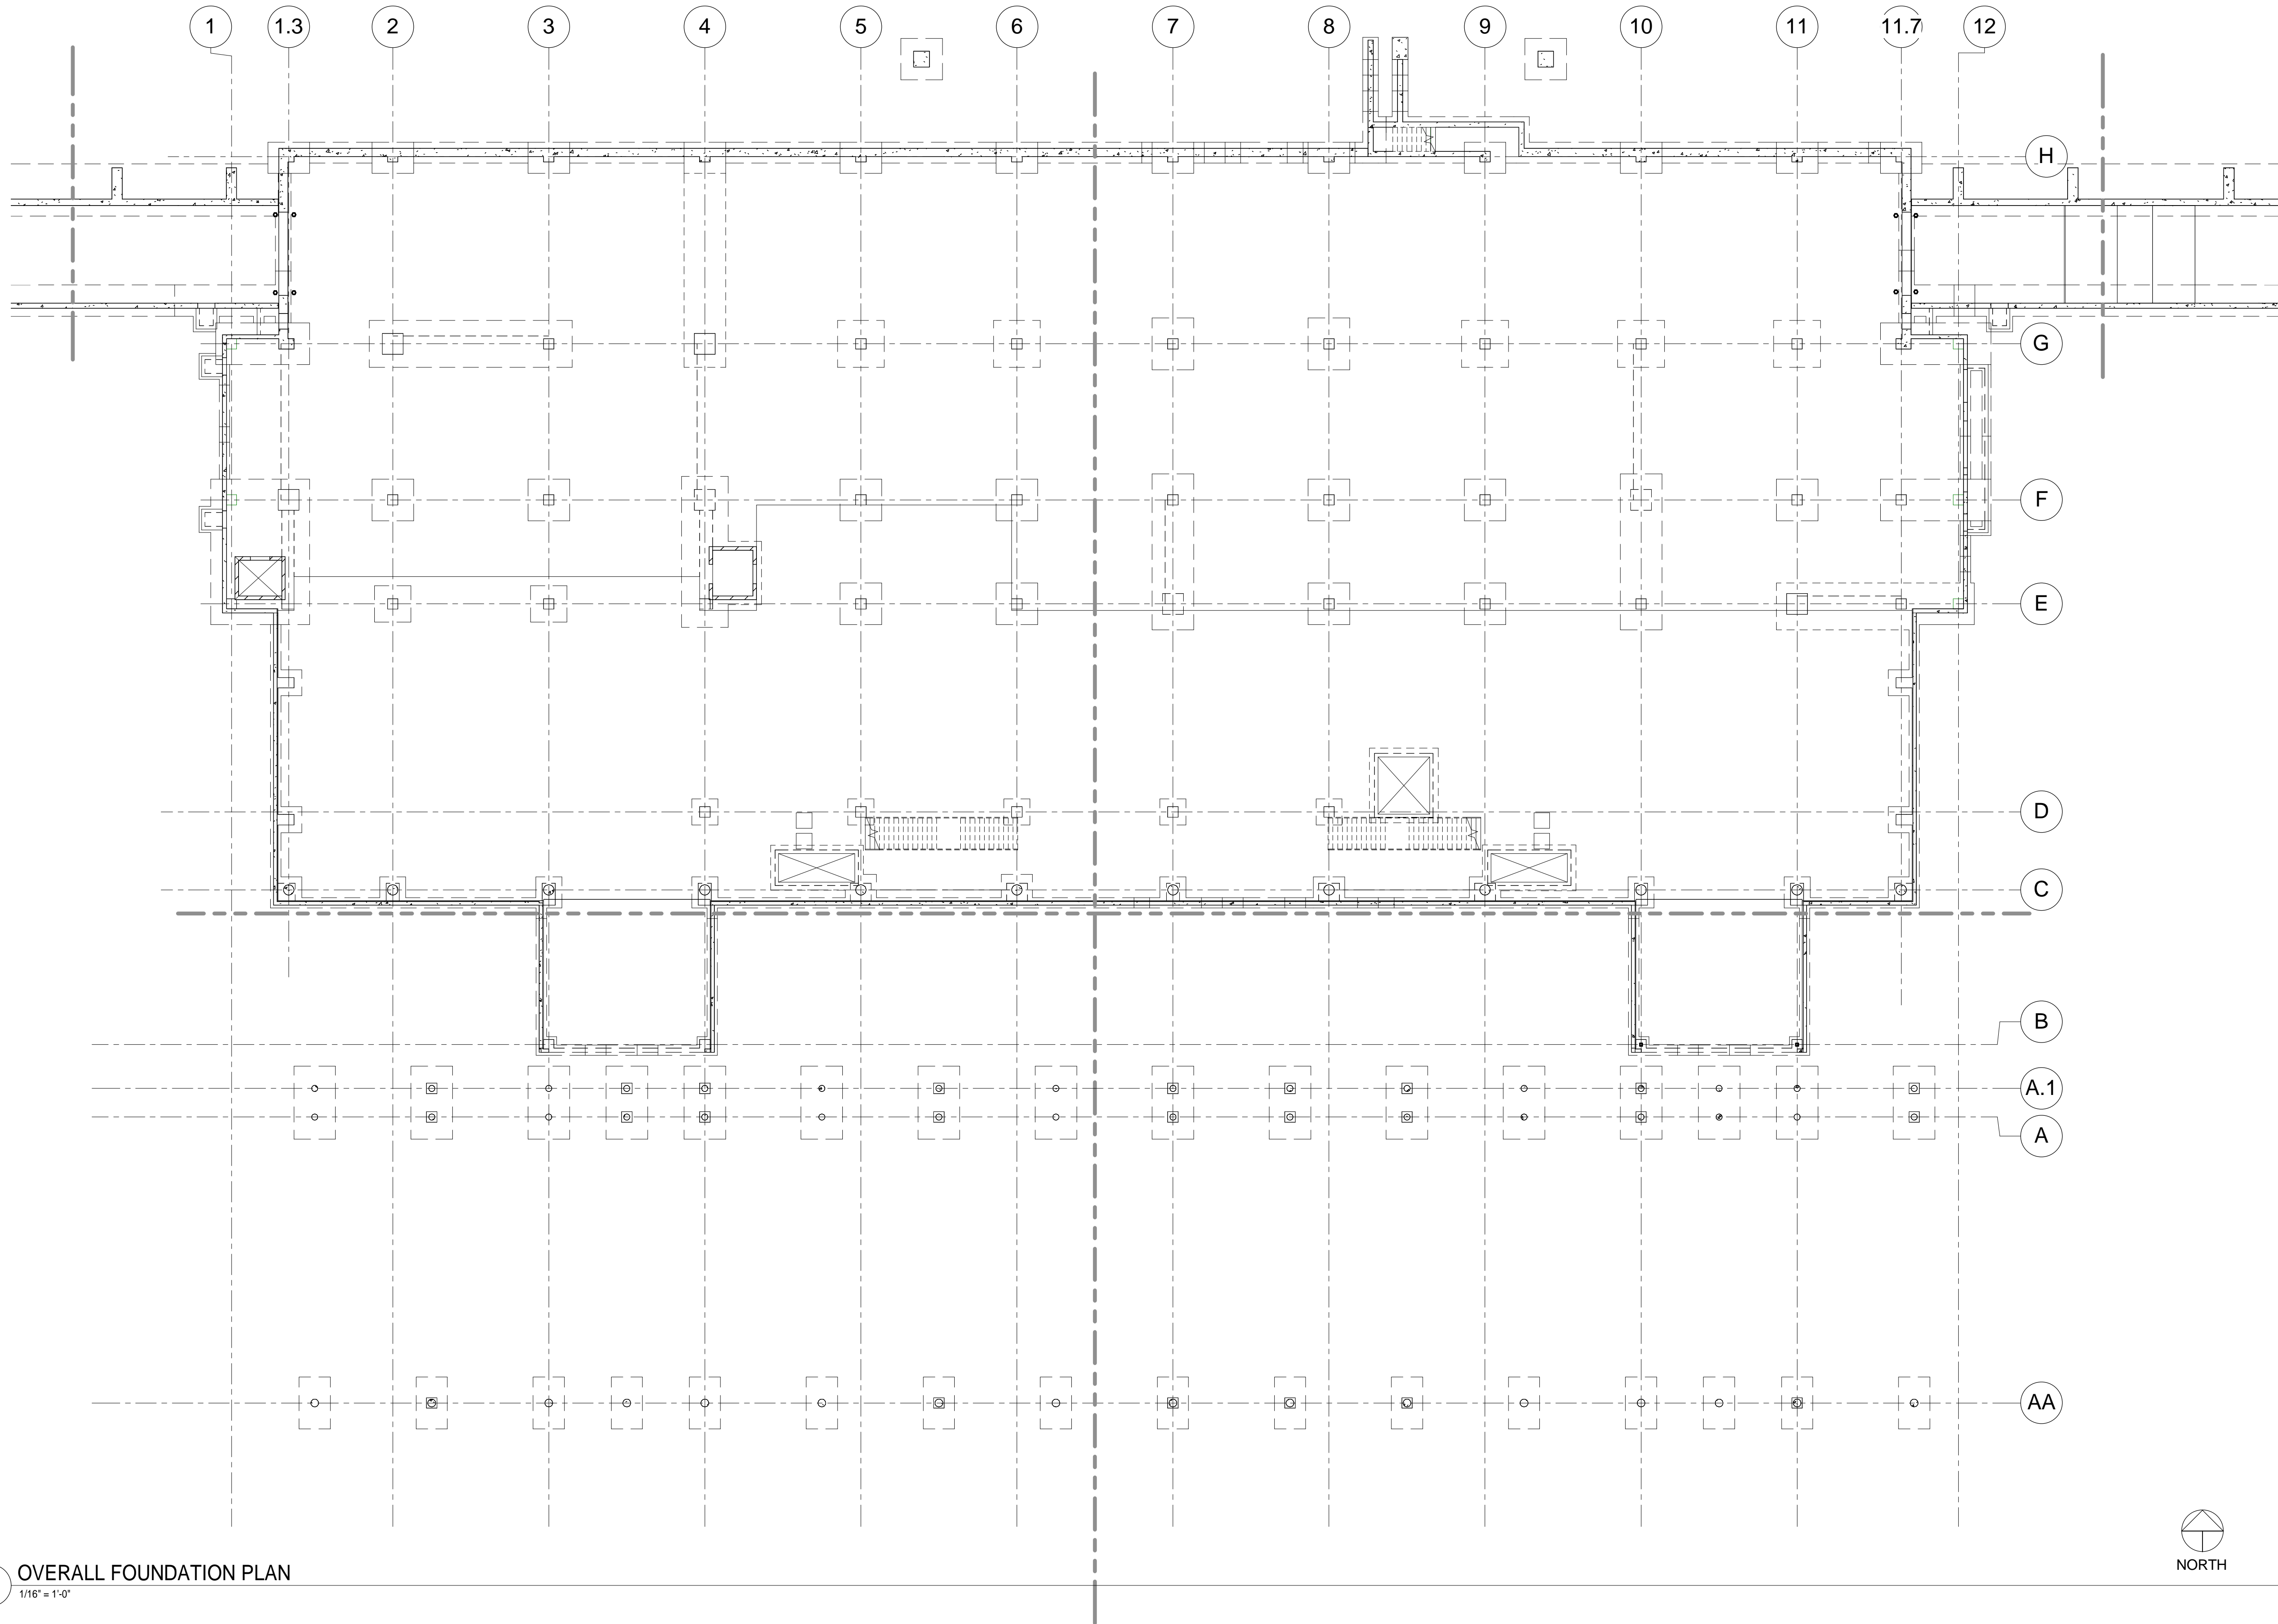 1
1.3
2
3
4
5
6
7
8
9
10
11
11.7
12
H
G
F
E
D
C
B
A.1
A
AA
NORTH
OVERALL FOUNDATION PLAN
1/16" = 1'-0"